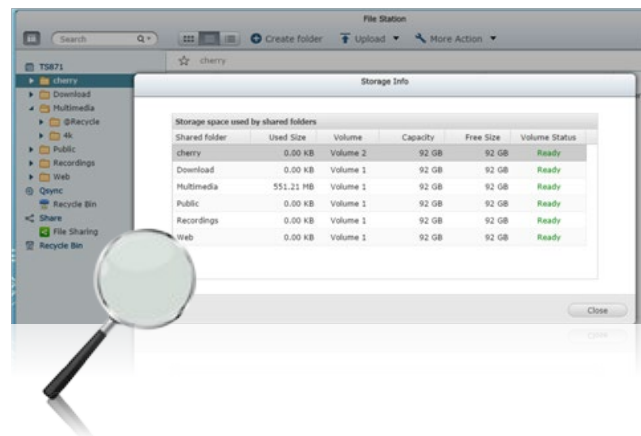 File Station
Search
Create folder
Upload
More Action
TS871
cherry
cherry
Download
Multimedia
@Recycle
4k
Public
Recordings
Web
Qsync
Recycle Bin
Share
File Sharing
Recycle Bin
Storage Info
Storage space used by shared folders
Shared folder Used Size Volume Capacity Free Size Volume Status
cherry 0.00 KB Volume 2 92 GB 92 GB Ready
Download 0.00 KB Volume 1 92 GB 92 GB Ready
Multimedia 551.21 MB Volume 1 92 GB 92 GB Ready
Public 0.00 KB Volume 1 92 GB 92 GB Ready
Recordings 0.00 KB Volume 1 92 GB 92 GB Ready
Web 0.00 KB Volume 1 92 GB 92 GB Ready
Close